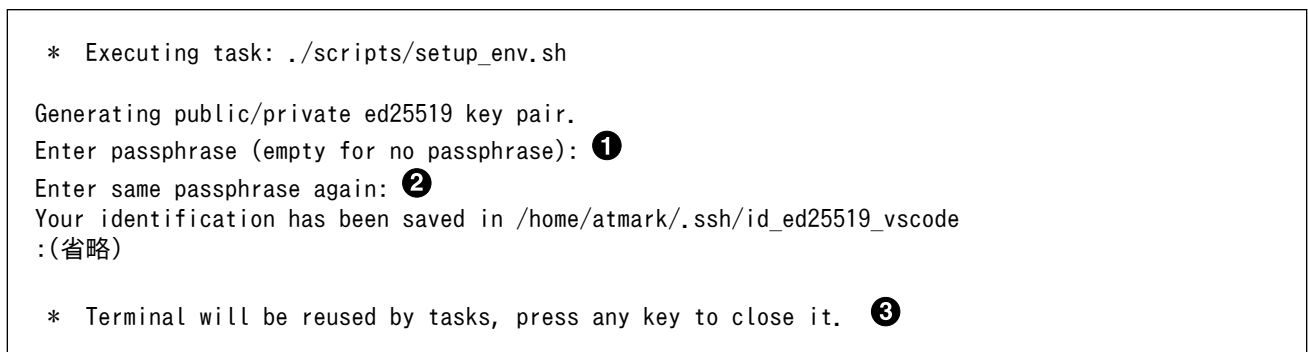 * Executing task: ./scripts/setup_env.sh
Generating public/private ed25519 key pair.
Enter passphrase (empty for no passphrase): ❶
Enter same passphrase again: ❷
Your identification has been saved in /home/atmark/.ssh/id_ed25519_vscode
:(省略)
* Terminal will be reused by tasks, press any key to close it. ❸